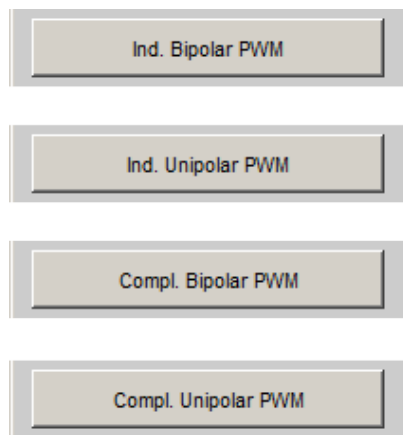 Ind. Bipolar PWM
Ind. Unipolar PWM
Compl. Bipolar PWM
Compl. Unipolar PWM